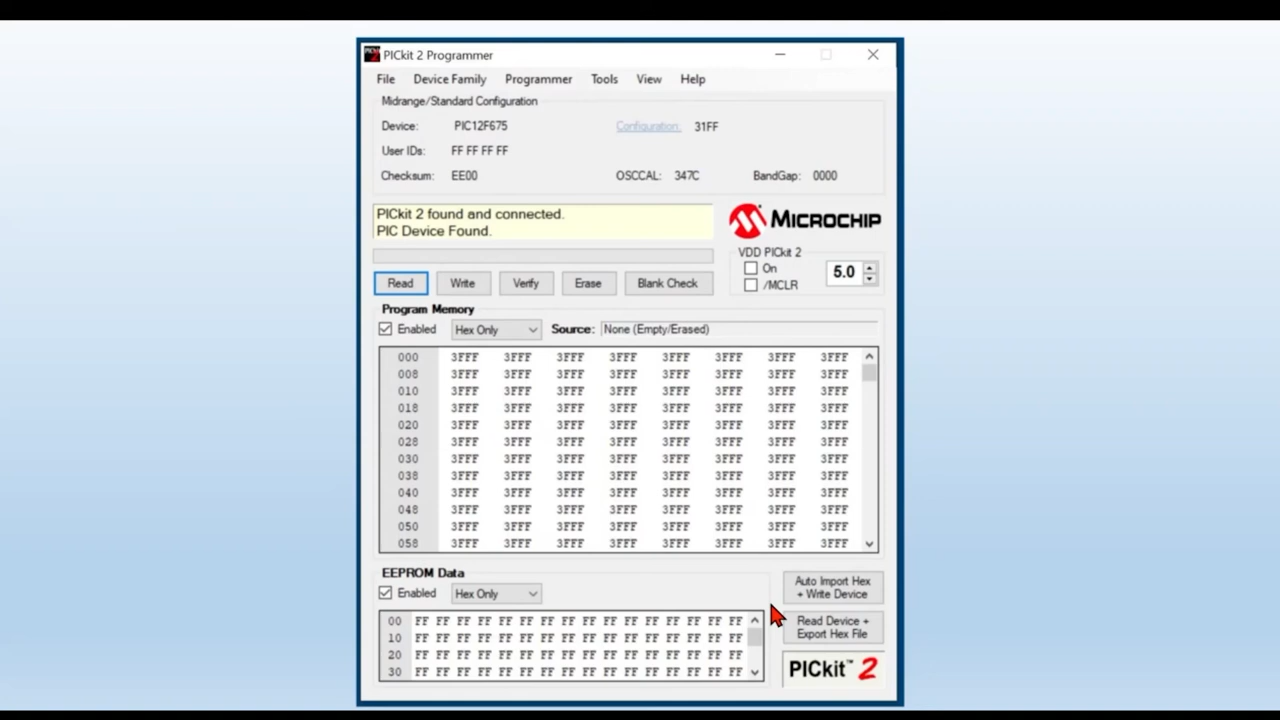 PICkit 2 Programmer
File Device Family Programmer Tools View Help
Midrange/Standard Configuration
Device: PIC12F675 Configuration: 31FF
User IDs: FF FF FF FF
Checksum: EE00 OSCCAL: 347C BandGap: 0000
PICkit 2 found and connected.
PIC Device Found.
MICROCHIP
VDD PICkit 2
On
/MCLR
5.0
Read Write Verify Erase Blank Check
Program Memory
Enabled Hex Only Source: None (Empty/Erased)
000 3FFF 3FFF 3FFF 3FFF 3FFF 3FFF 3FFF 3FFF
008 3FFF 3FFF 3FFF 3FFF 3FFF 3FFF 3FFF 3FFF
010 3FFF 3FFF 3FFF 3FFF 3FFF 3FFF 3FFF 3FFF
018 3FFF 3FFF 3FFF 3FFF 3FFF 3FFF 3FFF 3FFF
020 3FFF 3FFF 3FFF 3FFF 3FFF 3FFF 3FFF 3FFF
028 3FFF 3FFF 3FFF 3FFF 3FFF 3FFF 3FFF 3FFF
030 3FFF 3FFF 3FFF 3FFF 3FFF 3FFF 3FFF 3FFF
038 3FFF 3FFF 3FFF 3FFF 3FFF 3FFF 3FFF 3FFF
040 3FFF 3FFF 3FFF 3FFF 3FFF 3FFF 3FFF 3FFF
048 3FFF 3FFF 3FFF 3FFF 3FFF 3FFF 3FFF 3FFF
050 3FFF 3FFF 3FFF 3FFF 3FFF 3FFF 3FFF 3FFF
058 3FFF 3FFF 3FFF 3FFF 3FFF 3FFF 3FFF 3FFF
EEPROM Data
Enabled Hex Only
00 FF FF FF FF FF FF FF FF FF FF FF FF FF FF FF FF
10 FF FF FF FF FF FF FF FF FF FF FF FF FF FF FF FF
20 FF FF FF FF FF FF FF FF FF FF FF FF FF FF FF FF
30 FF FF FF FF FF FF FF FF FF FF FF FF FF FF FF FF
Auto Import Hex
+ Write Device
Read Device +
Export Hex File
PICkit™ 2